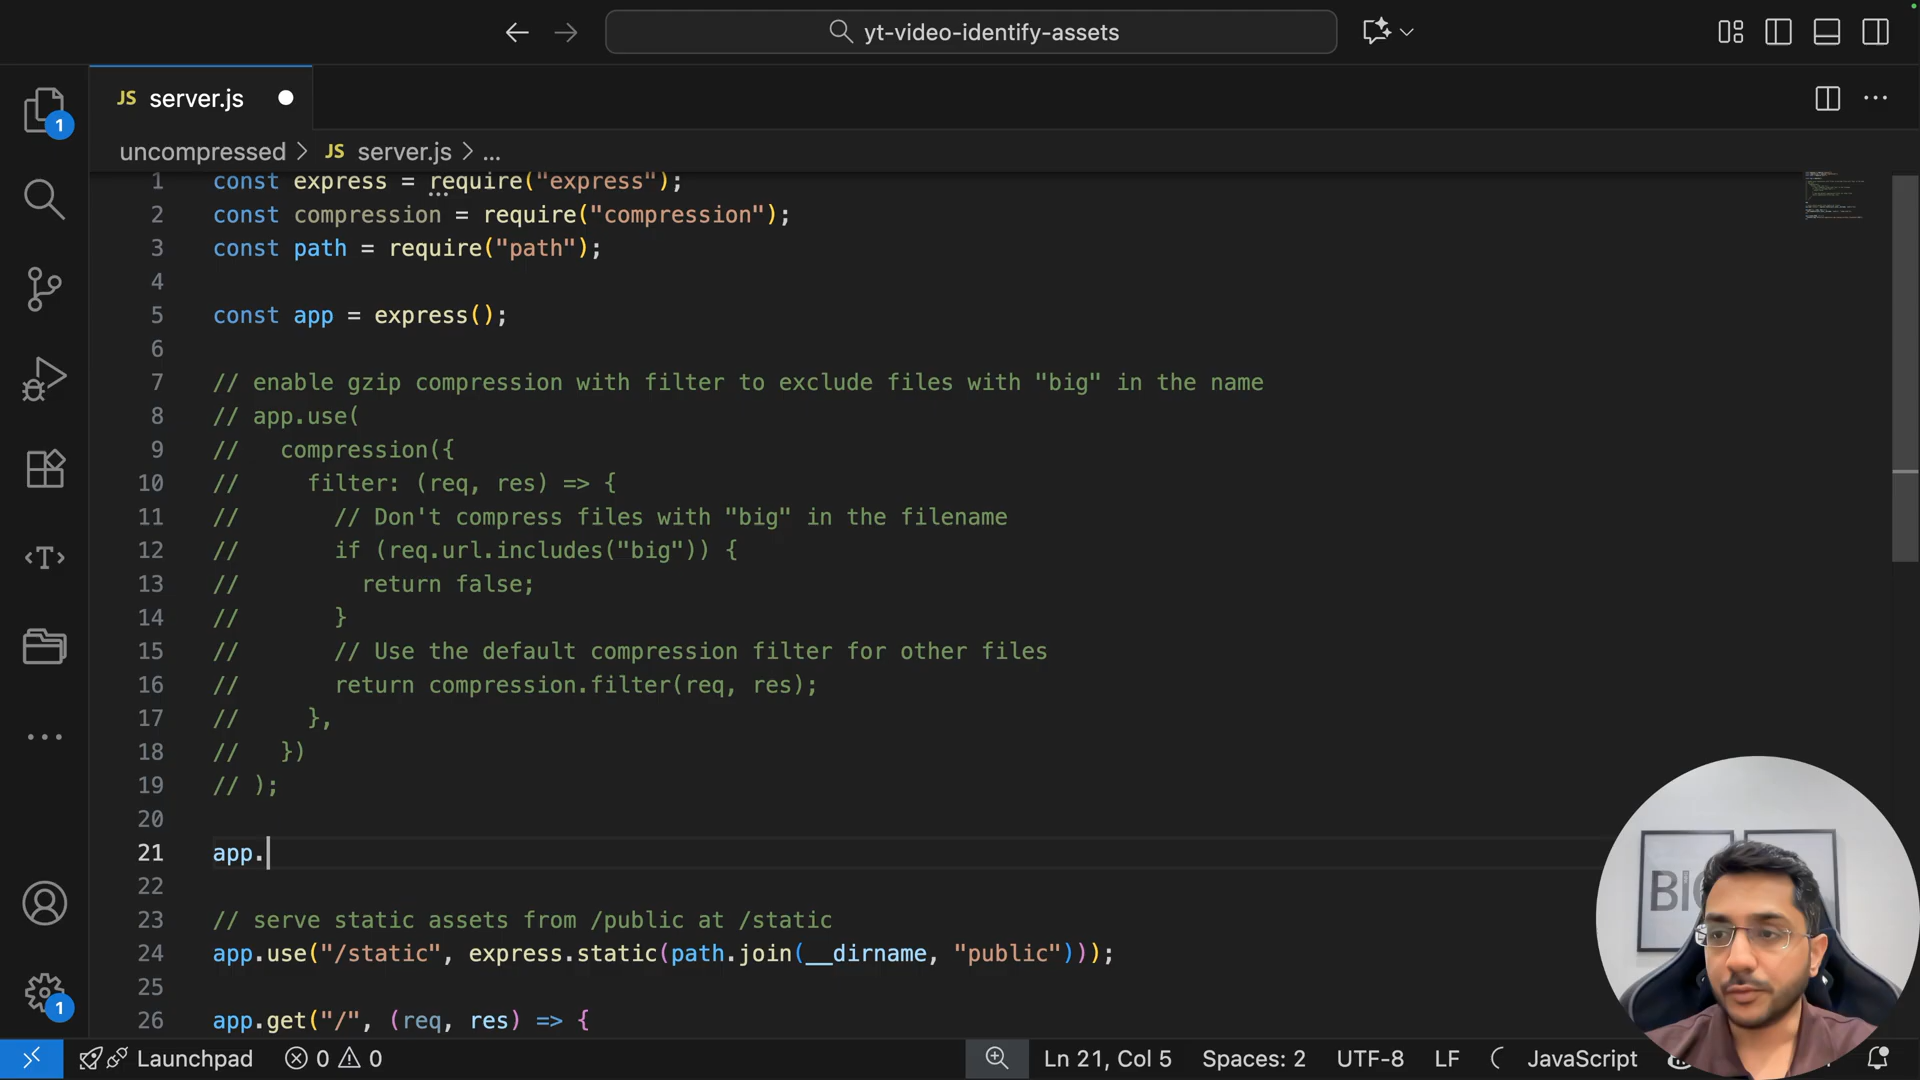 yt-video-identify-assets
JS server.js
1
uncompressed > JS server.js > ...
1 const express = require("express");
2 const compression = require("compression");
3 const path = require("path");
4
5 const app = express();
6
7 // enable gzip compression with filter to exclude files with "big" in the name
8 // app.use(
9 //   compression({
10 //     filter: (req, res) => {
11 //       // Don't compress files with "big" in the filename
12 //       if (req.url.includes("big")) {
13 //         return false;
14 //       }
15 //       // Use the default compression filter for other files
16 //       return compression.filter(req, res);
17 //     },
18 //   })
19 // );
20
21 app.
22
23 // serve static assets from /public at /static
24 app.use("/static", express.static(path.join(__dirname, "public")));
25
26 app.get("/", (req, res) => {
1
Launchpad 0 0 Ln 21, Col 5 Spaces: 2 UTF-8 LF JavaScript